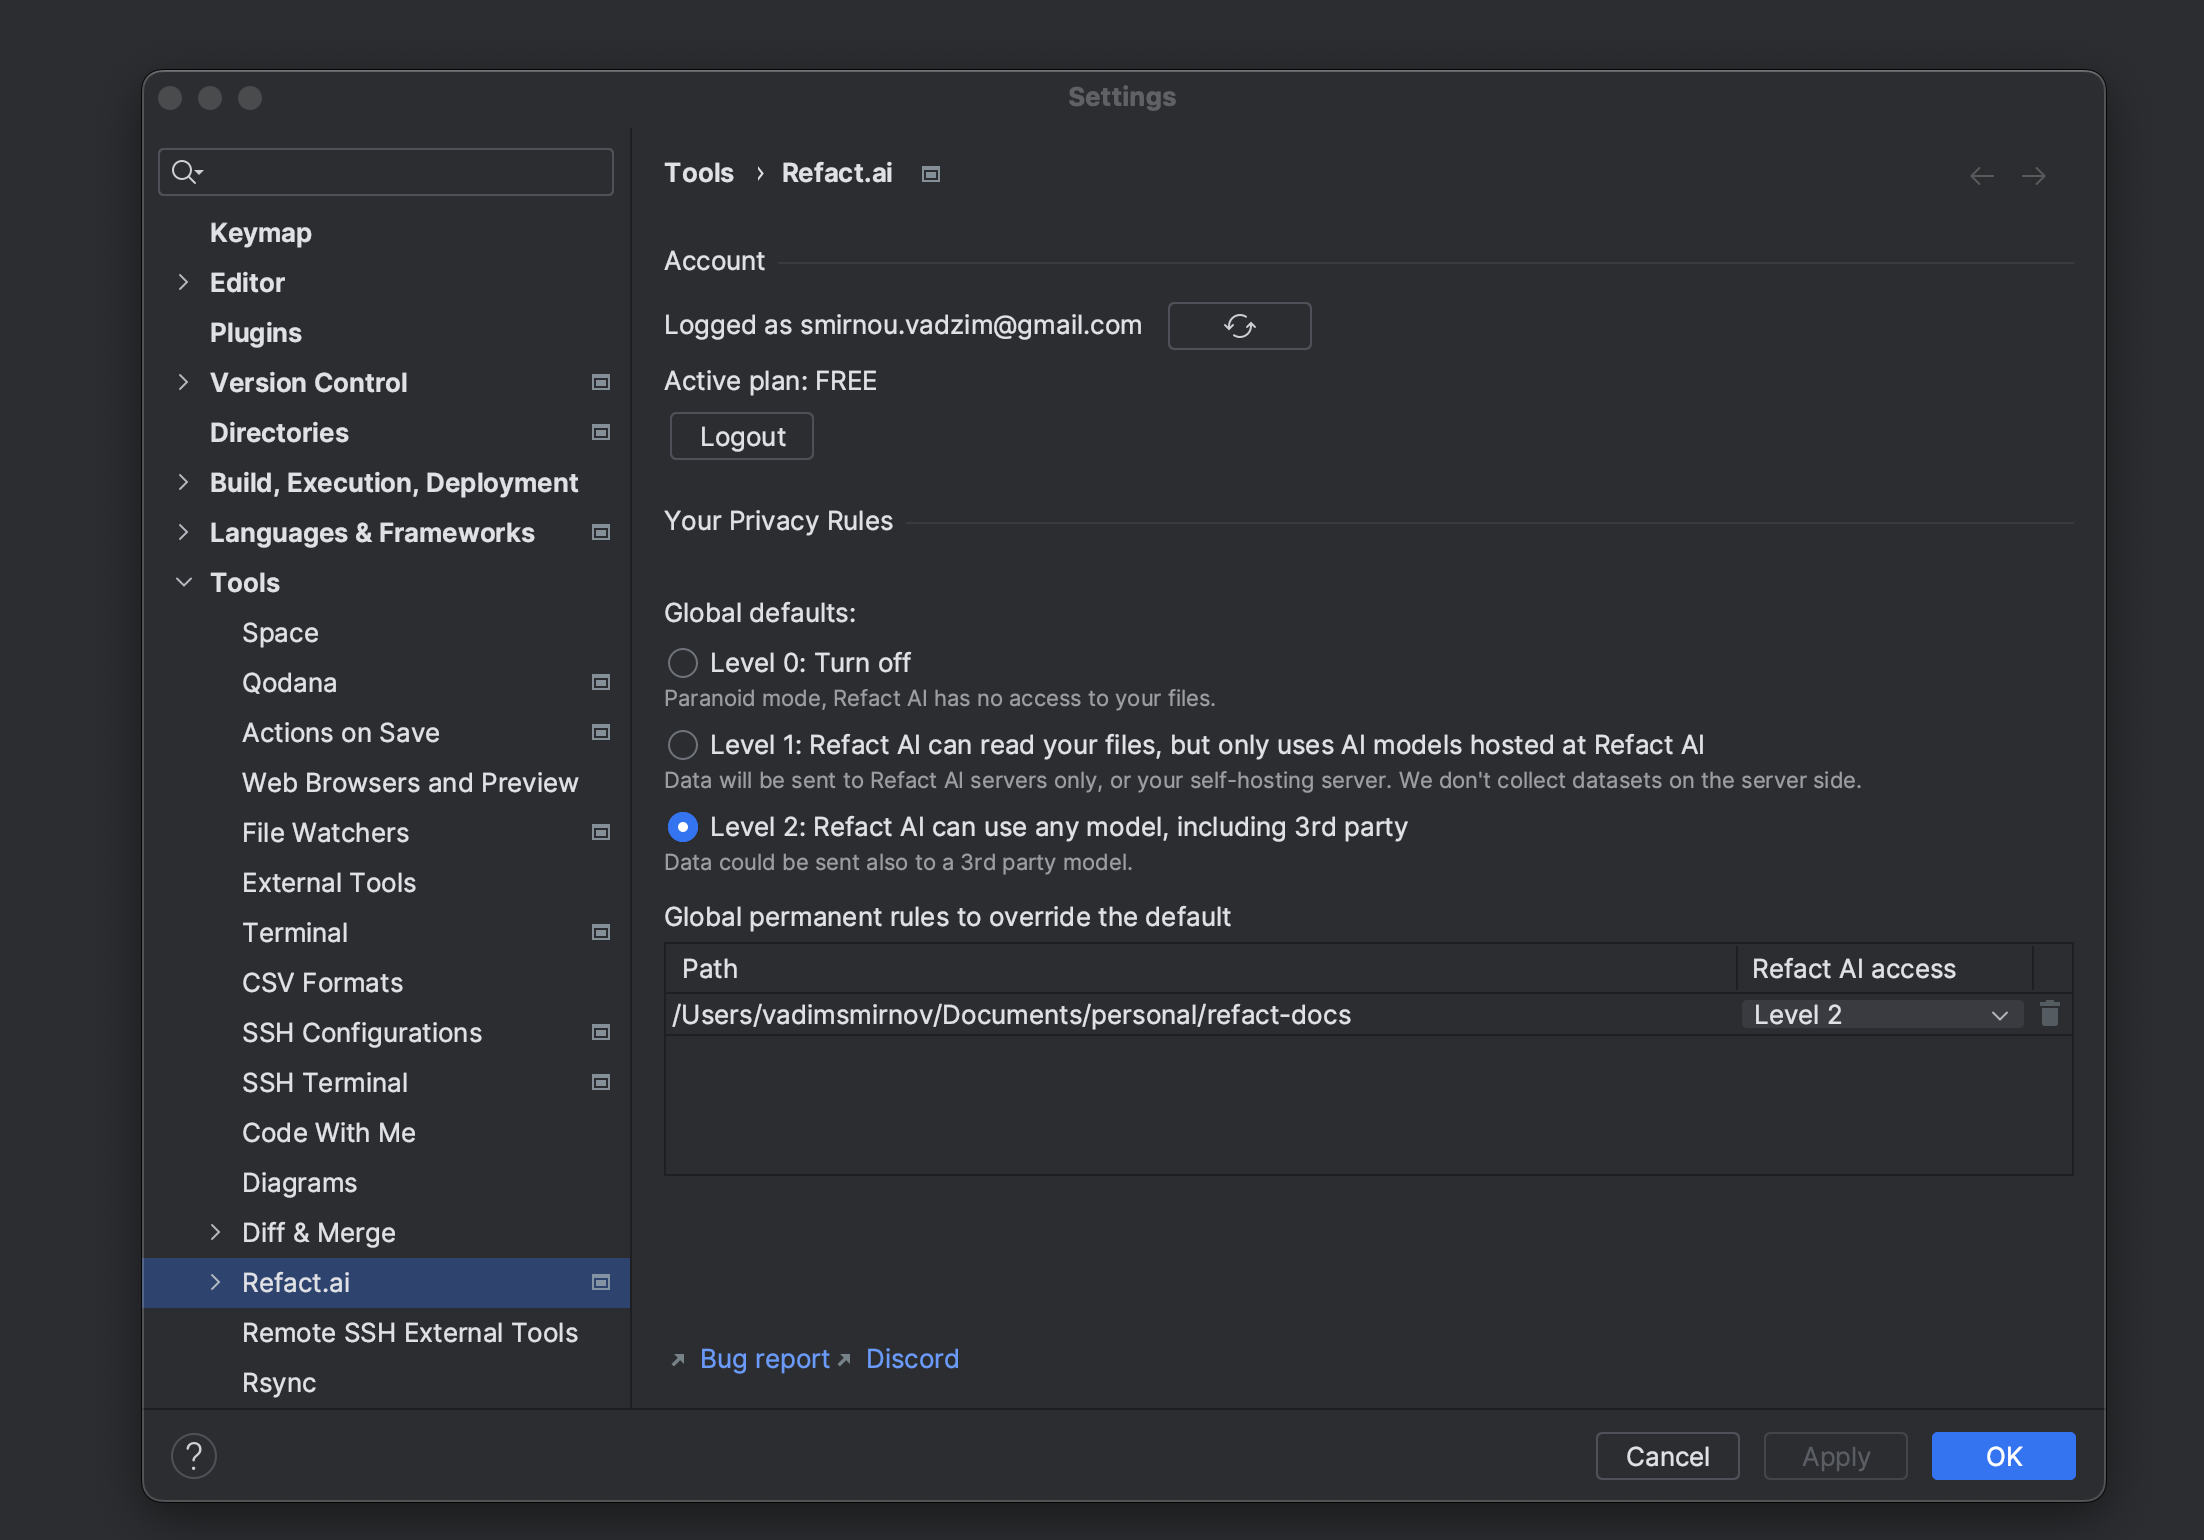 Settings
Keymap
Editor
Plugins
Version Control
Directories
Build, Execution, Deployment
Languages & Frameworks
Tools
Space
Qodana
Actions on Save
Web Browsers and Preview
File Watchers
External Tools
Terminal
CSV Formats
SSH Configurations
SSH Terminal
Code With Me
Diagrams
Diff & Merge
Refact.ai
Remote SSH External Tools
Rsync
Tools › Refact.ai
Account
Logged as smirnou.vadzim@gmail.com
Active plan: FREE
Logout
Your Privacy Rules
Global defaults:
Level 0: Turn off
Paranoid mode, Refact AI has no access to your files.
Level 1: Refact AI can read your files, but only uses AI models hosted at Refact AI
Data will be sent to Refact AI servers only, or your self-hosting server. We don't collect datasets on the server side.
Level 2: Refact AI can use any model, including 3rd party
Data could be sent also to a 3rd party model.
Global permanent rules to override the default
Path Refact AI access
/Users/vadimsmirnov/Documents/personal/refact-docs Level 2
Bug report Discord
? Cancel Apply OK